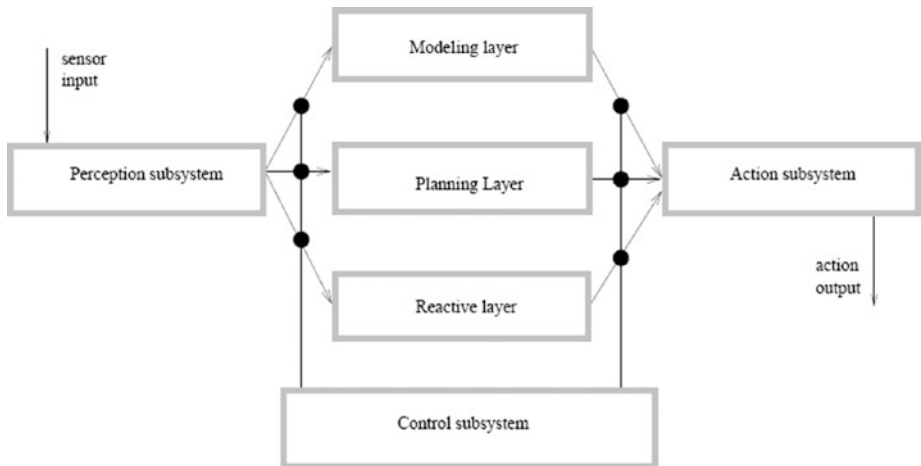 Modeling layer
sensor
input
Perception subsystem
Planning Layer
Action subsystem
action
output
Reactive layer
Control subsystem